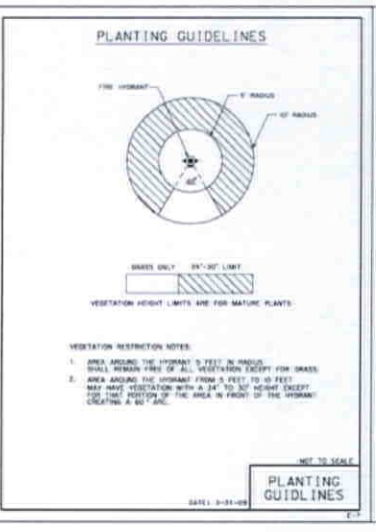 PLANTING GUIDELINES
FIRE HYDRANT
5' RADIUS
10' RADIUS
60°
GRASS ONLY 24"-30" LIMIT
VEGETATION HEIGHT LIMITS ARE FOR MATURE PLANTS
VEGETATION RESTRICTION NOTES:
1. AREA AROUND THE HYDRANT 5 FEET IN RADIUS
SHALL REMAIN FREE OF ALL VEGETATION EXCEPT FOR GRASS
2. AREA AROUND THE HYDRANT FROM 5 FEET TO 10 FEET
MAY HAVE VEGETATION WITH A 24" TO 30" HEIGHT EXCEPT
FOR THAT PORTION OF THE AREA IN FRONT OF THE HYDRANT
CREATING A 60° ARC.
NOT TO SCALE
PLANTING
GUIDLINES
DATE: